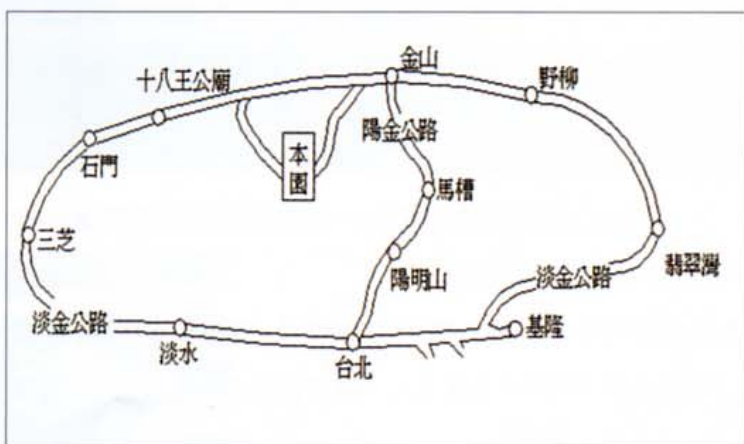 金山
野柳
十八王公廟
陽金公路
本園
石門
馬槽
三芝
陽明山
翡翠灣
淡金公路
淡金公路
淡水
基隆
台北